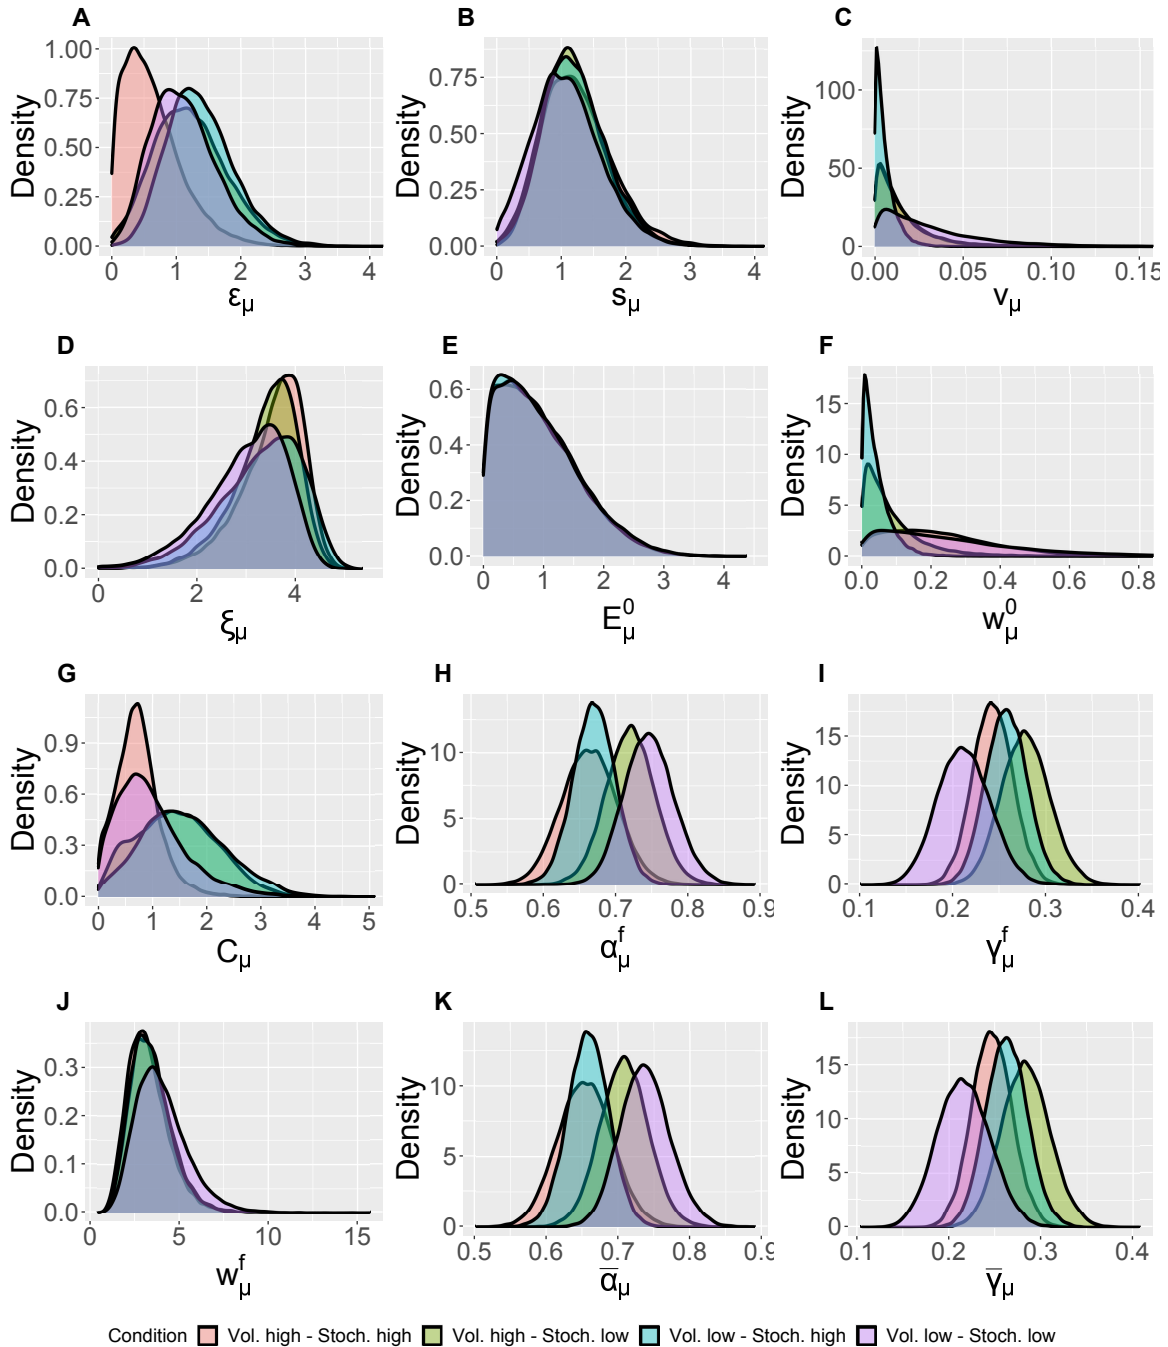 A B C
1.00
0.75
0.50
0.25
0.00
Density
0 1 2 3 4
εμ
0.75
0.50
0.25
0.00
Density
0 1 2 3 4
sμ
100
50
0
Density
0.00 0.05 0.10 0.15
vμ
D E F
0.6
0.4
0.2
0.0
Density
0 2 4
ξμ
0.6
0.4
0.2
0.0
Density
0 1 2 3 4
E⁰μ
15
10
5
0
Density
0.0 0.2 0.4 0.6 0.8
w⁰μ
G H I
0.9
0.6
0.3
0.0
Density
0 1 2 3 4 5
Cμ
10
5
0
Density
0.5 0.6 0.7 0.8 0.9
αᶠμ
15
10
5
0
Density
0.1 0.2 0.3 0.4
γᶠμ
J K L
0.3
0.2
0.1
0.0
Density
0 5 10 15
wᶠμ
10
5
0
Density
0.5 0.6 0.7 0.8 0.9
α̅μ
15
10
5
0
Density
0.1 0.2 0.3 0.4
γ̅μ
Condition Vol. high - Stoch. high Vol. high - Stoch. low Vol. low - Stoch. high Vol. low - Stoch. low